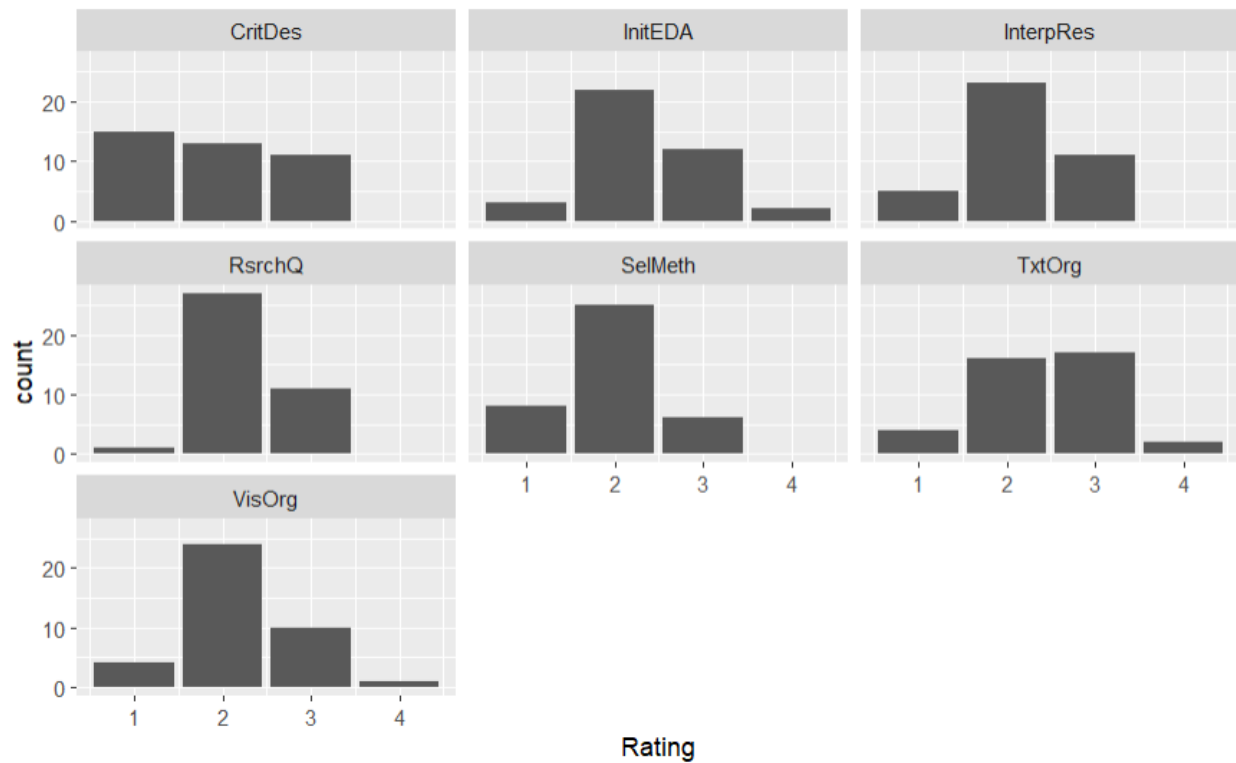 CritDes InitEDA InterpRes
20
10
0
RsrchQ SelMeth TxtOrg
20
10
0
1 2 3 4 1 2 3 4
VisOrg
20
10
0
1 2 3 4
count
Rating